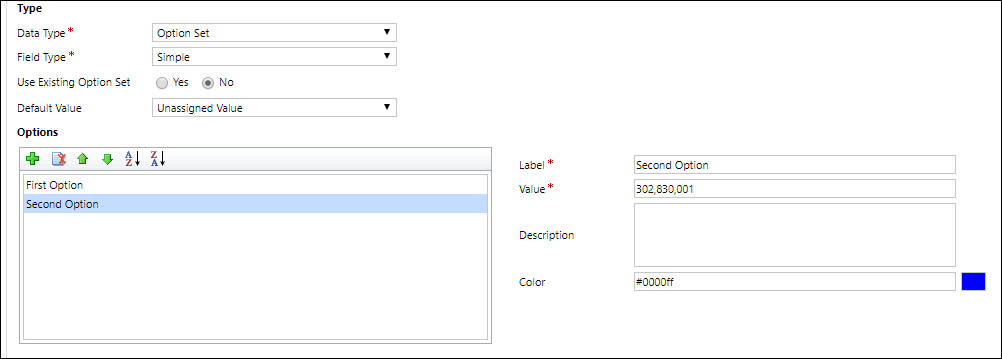 Type
Data Type * Option Set
Field Type * Simple
Use Existing Option Set Yes No
Default Value Unassigned Value
Options
A Z Z A
First Option
Second Option
Label * Second Option
Value * 302,830,001
Description
Color #0000ff